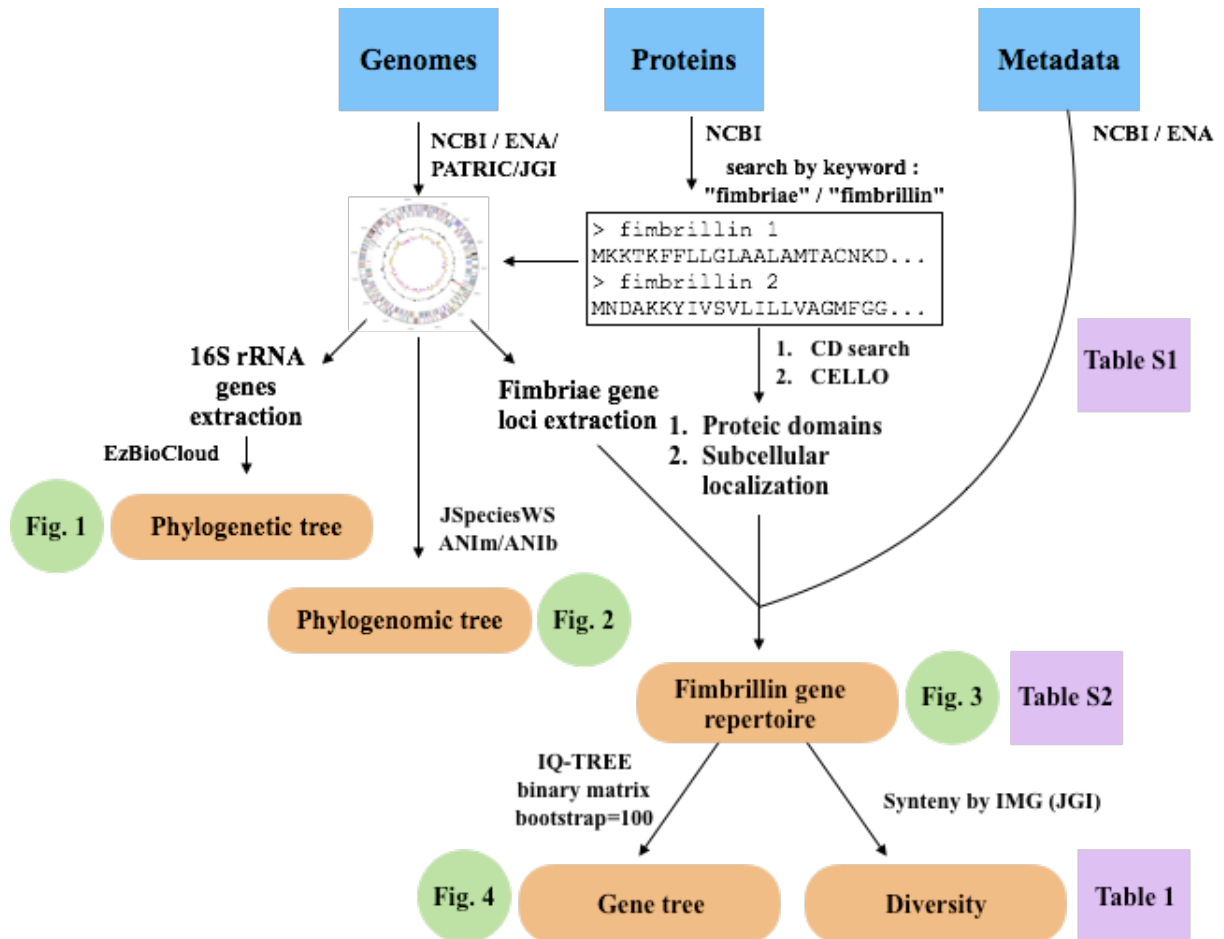 Genomes
Proteins
Metadata
NCBI / ENA/
PATRIC/JGI
NCBI
NCBI / ENA
search by keyword :
"fimbriae" / "fimbrillin"
> fimbrillin 1
MKKTKFFLLGLAALAMTACNKD...
> fimbrillin 2
MNDAKKYIVSVLILLVAGMFGG...
1. CD search
2. CELLO
Table S1
16S rRNA
genes
extraction
Fimbriae gene
loci extraction
1. Proteic domains
2. Subcellular
localization
EzBioCloud
Fig. 1
Phylogenetic tree
JSpeciesWS
ANIm/ANIb
Phylogenomic tree
Fig. 2
Fimbrillin gene
repertoire
Fig. 3
Table S2
IQ-TREE
binary matrix
bootstrap=100
Synteny by IMG (JGI)
Fig. 4
Gene tree
Diversity
Table 1